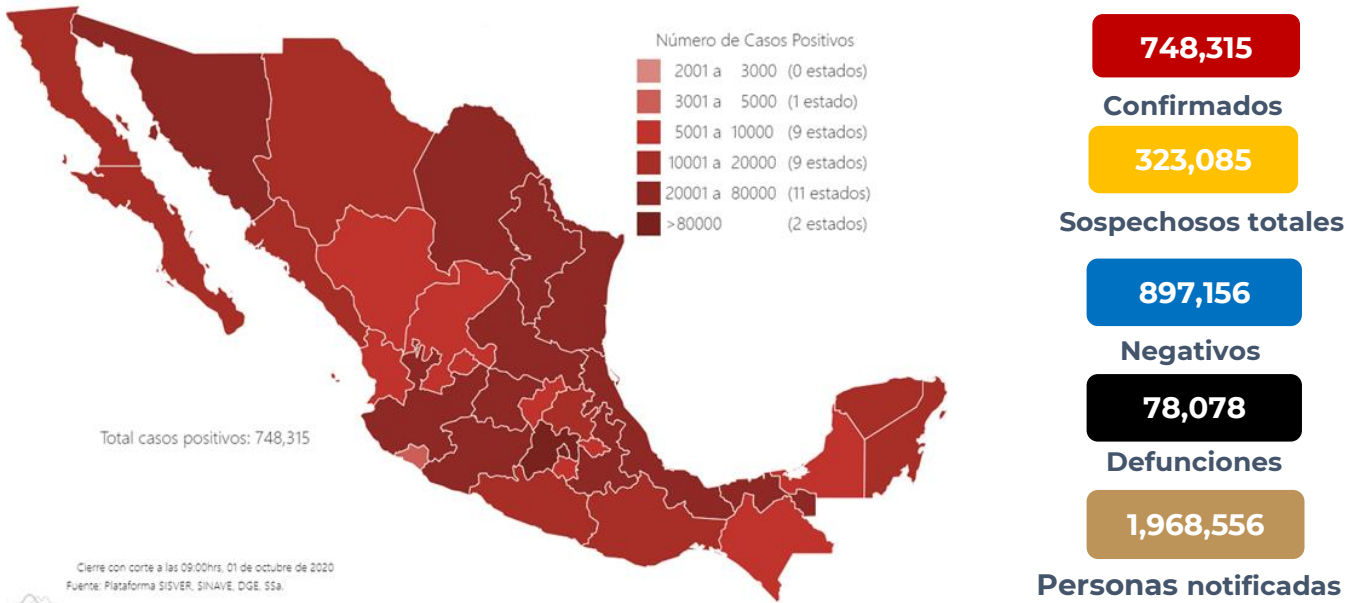 Número de Casos Positivos
2001 a 3000 (0 estados)
3001 a 5000 (1 estado)
5001 a 10000 (9 estados)
10001 a 20000 (9 estados)
20001 a 80000 (11 estados)
>80000 (2 estados)
Total casos positivos: 748,315
Cierre con corte a las 09:00hrs, 01 de octubre de 2020
Fuente: Plataforma SISVER, SINAVE, DGE, SSa.
748,315
Confirmados
323,085
Sospechosos totales
897,156
Negativos
78,078
Defunciones
1,968,556
Personas notificadas